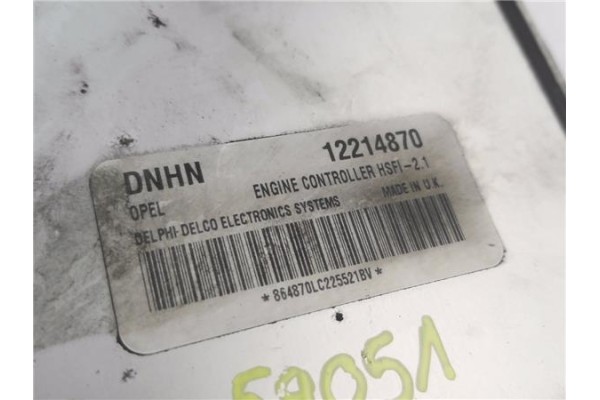 DNHN 12214870
OPEL ENGINE CONTROLLER HSFI-2.1
DELPHI-DELCO ELECTRONICS SYSTEMS MADE IN U.K.
*864870LC225521BV*
59051